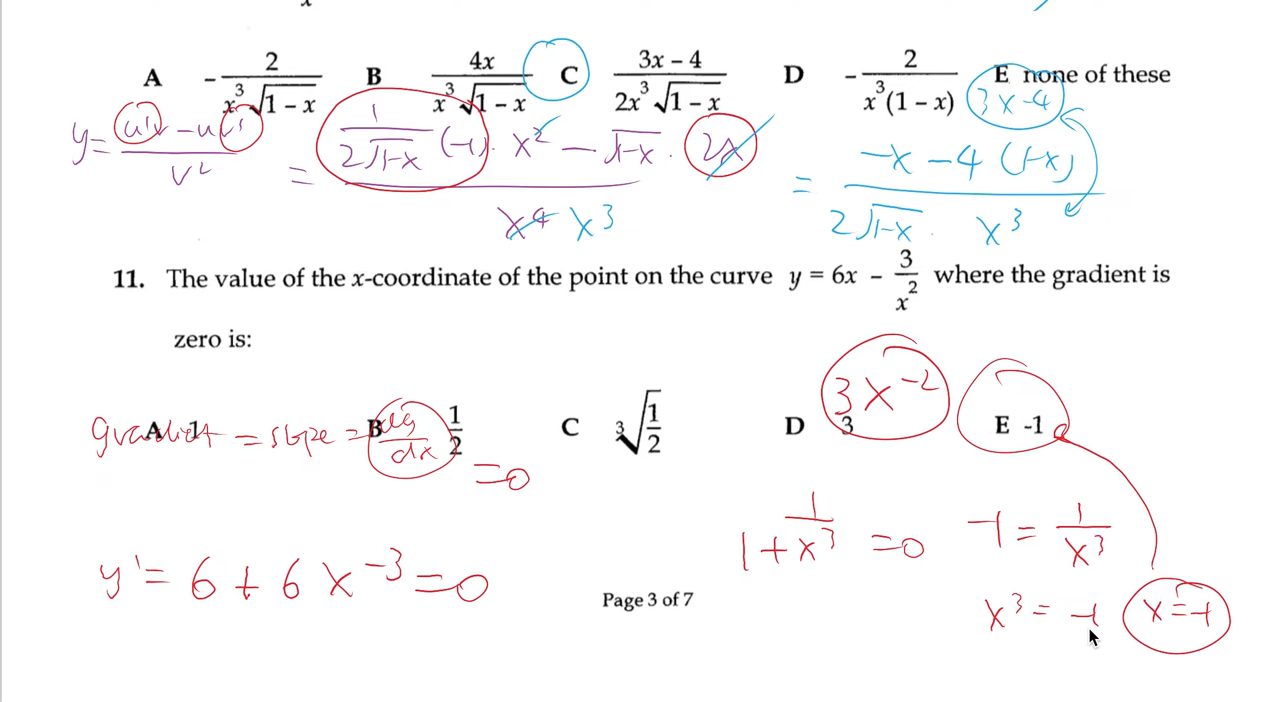 x
A - 2 / (x³√1 - x) B 4x / (x³√1 - x) C (3x - 4) / (2x³√1 - x) D - 2 / (x³(1 - x)) E none of these
3x-4
y = (u'v - uv') / v² = (1 / (2√1-x) (-1) · x² - √1-x · 2x) / x⁴ x³ = (-x - 4 (1-x)) / (2√1-x · x³)
11. The value of the x-coordinate of the point on the curve y = 6x - 3/x² where the gradient is
zero is:
3x⁻²
A 1 B 1/2 C ³√(1/2) D 3 E -1
gradient = slope = dy/dx = 0
1 + 1/x³ = 0 -1 = 1/x³
y' = 6 + 6x⁻³ = 0
x³ = -1 x = -1
Page 3 of 7